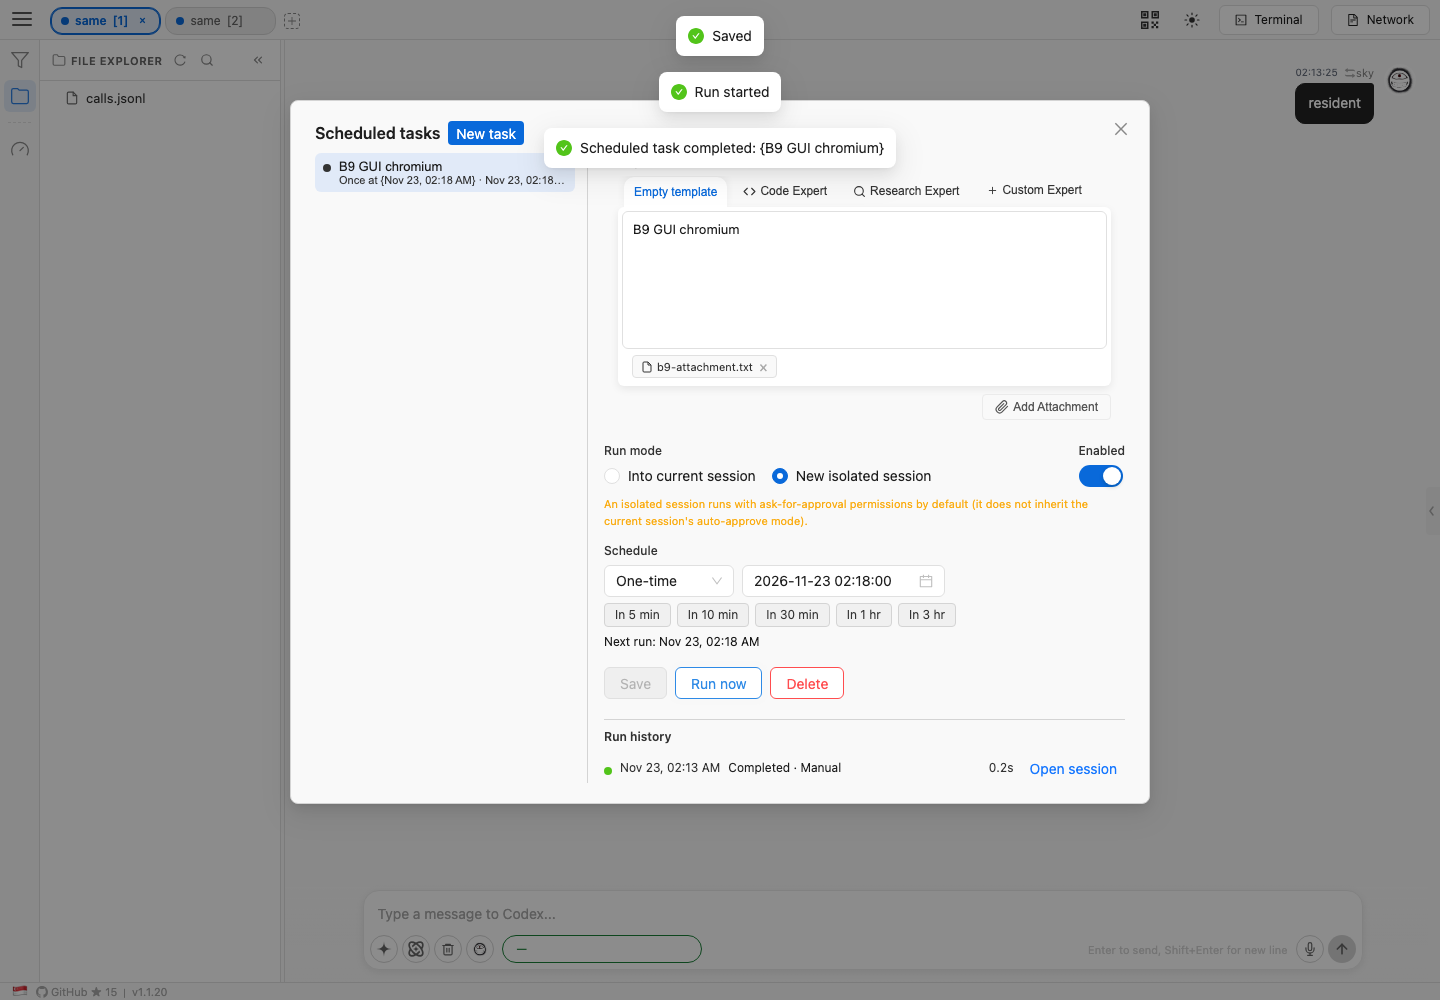 same [1] ×
same [2]
Terminal
Network
Saved
Run started
Scheduled task completed: {B9 GUI chromium}
FILE EXPLORER
calls.jsonl
02:13:25 sky
resident
Scheduled tasks
New task
B9 GUI chromium
Once at {Nov 23, 02:18 AM} · Nov 23, 02:18...
Empty template
Code Expert
Research Expert
Custom Expert
B9 GUI chromium
b9-attachment.txt
Add Attachment
Run mode
Enabled
Into current session
New isolated session
An isolated session runs with ask-for-approval permissions by default (it does not inherit the
current session's auto-approve mode).
Schedule
One-time
2026-11-23 02:18:00
In 5 min
In 10 min
In 30 min
In 1 hr
In 3 hr
Next run: Nov 23, 02:18 AM
Save
Run now
Delete
Run history
Nov 23, 02:13 AM Completed · Manual 0.2s Open session
Type a message to Codex...
Enter to send, Shift+Enter for new line
GitHub ★ 15 | v1.1.20